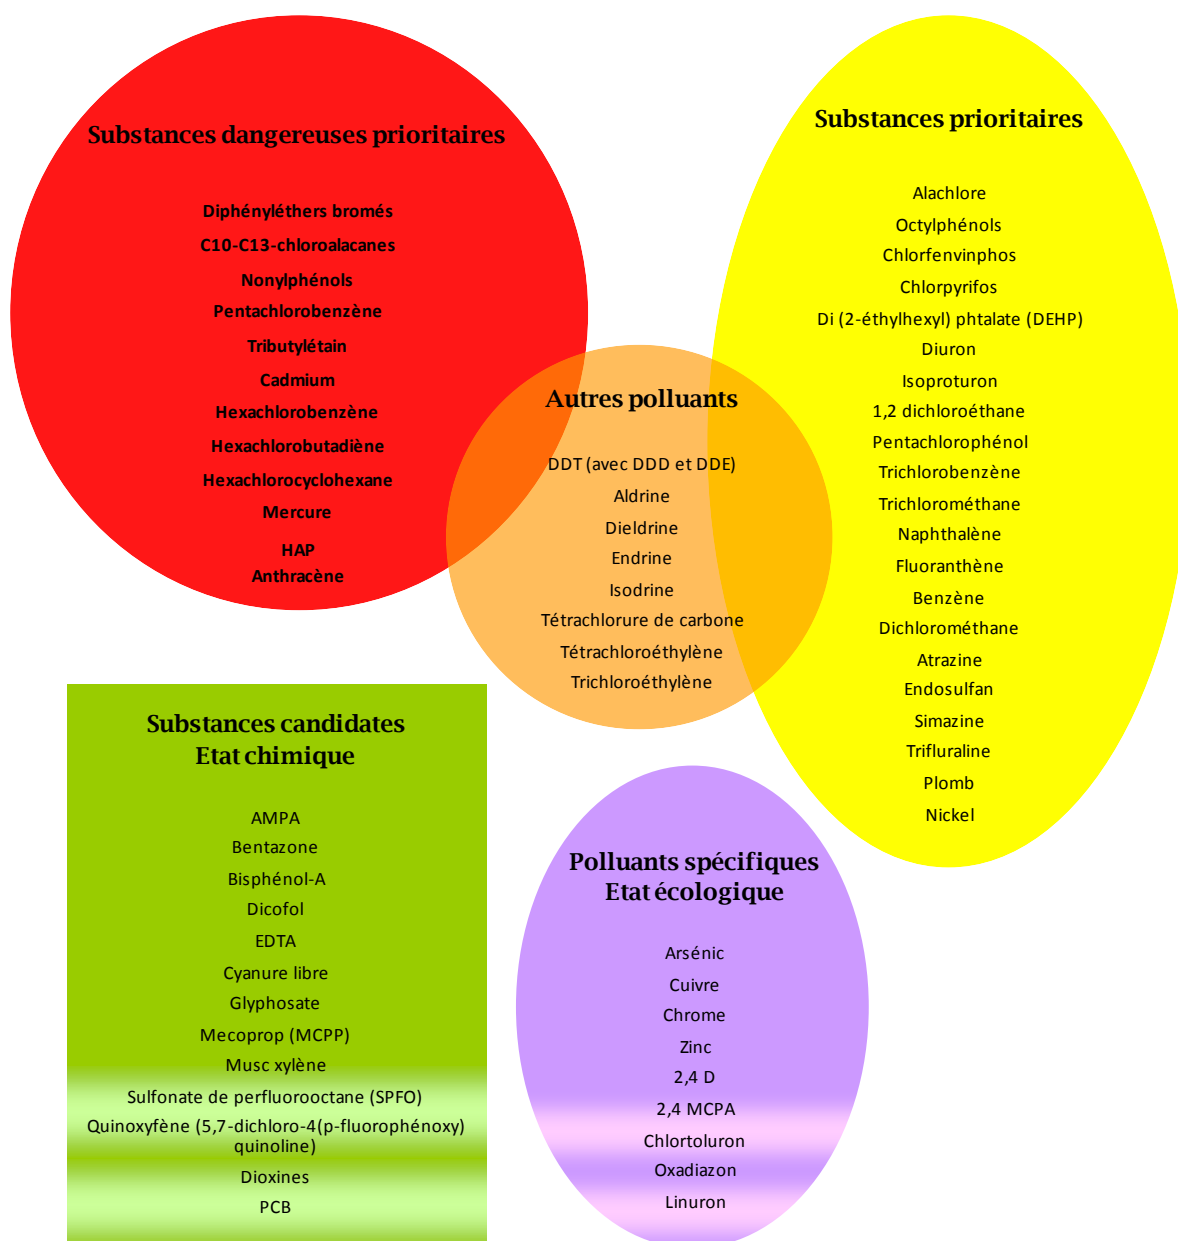 Substances dangereuses prioritaires
Diphényléthers bromés
C10-C13-chloroalacanes
Nonylphénols
Pentachlorobenzène
Tributylétain
Cadmium
Hexachlorobenzène
Hexachlorobutadiène
Hexachlorocyclohexane
Mercure
HAP
Anthracène
Substances prioritaires
Alachlore
Octylphénols
Chlorfenvinphos
Chlorpyrifos
Di (2-éthylhexyl) phtalate (DEHP)
Diuron
Isoproturon
1,2 dichloroéthane
Pentachlorophénol
Trichlorobenzène
Trichlorométhane
Naphthalène
Fluoranthène
Benzène
Dichlorométhane
Atrazine
Endosulfan
Simazine
Trifluraline
Plomb
Nickel
Autres polluants
DDT (avec DDD et DDE)
Aldrine
Dieldrine
Endrine
Isodrine
Tétrachlorure de carbone
Tétrachloroéthylène
Trichloroéthylène
Substances candidates
Etat chimique
AMPA
Bentazone
Bisphénol-A
Dicofol
EDTA
Cyanure libre
Glyphosate
Mecoprop (MCPP)
Musc xylène
Sulfonate de perfluorooctane (SPFO)
Quinoxyfène (5,7-dichloro-4(p-fluorophénoxy)
quinoline)
Dioxines
PCB
Polluants spécifiques
Etat écologique
Arsénic
Cuivre
Chrome
Zinc
2,4 D
2,4 MCPA
Chlortoluron
Oxadiazon
Linuron